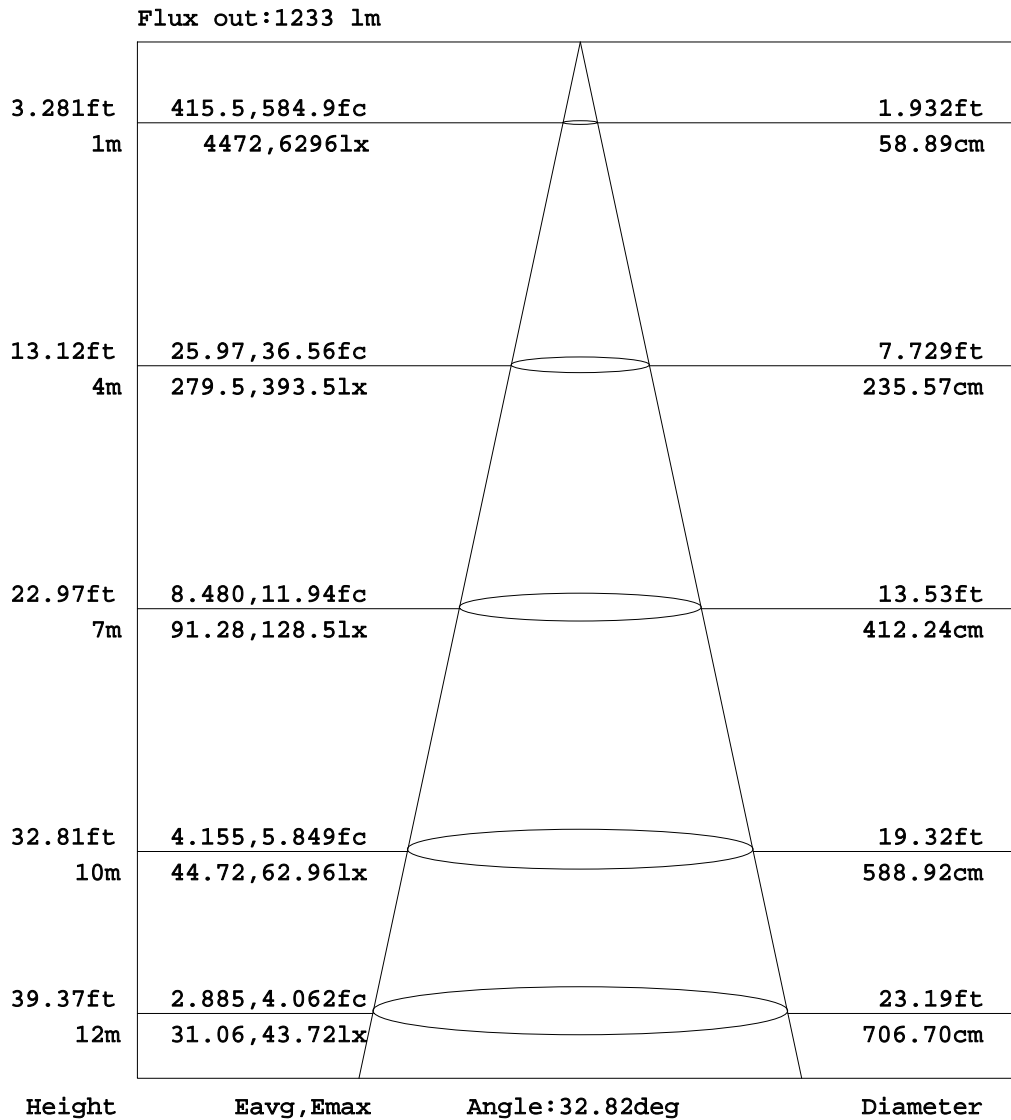 Flux out:1233 lm
3.281ft 415.5,584.9fc 1.932ft
1m 4472,6296lx 58.89cm
13.12ft 25.97,36.56fc 7.729ft
4m 279.5,393.5lx 235.57cm
22.97ft 8.480,11.94fc 13.53ft
7m 91.28,128.5lx 412.24cm
32.81ft 4.155,5.849fc 19.32ft
10m 44.72,62.96lx 588.92cm
39.37ft 2.885,4.062fc 23.19ft
12m 31.06,43.72lx 706.70cm
Height Eavg,Emax Angle:32.82deg Diameter